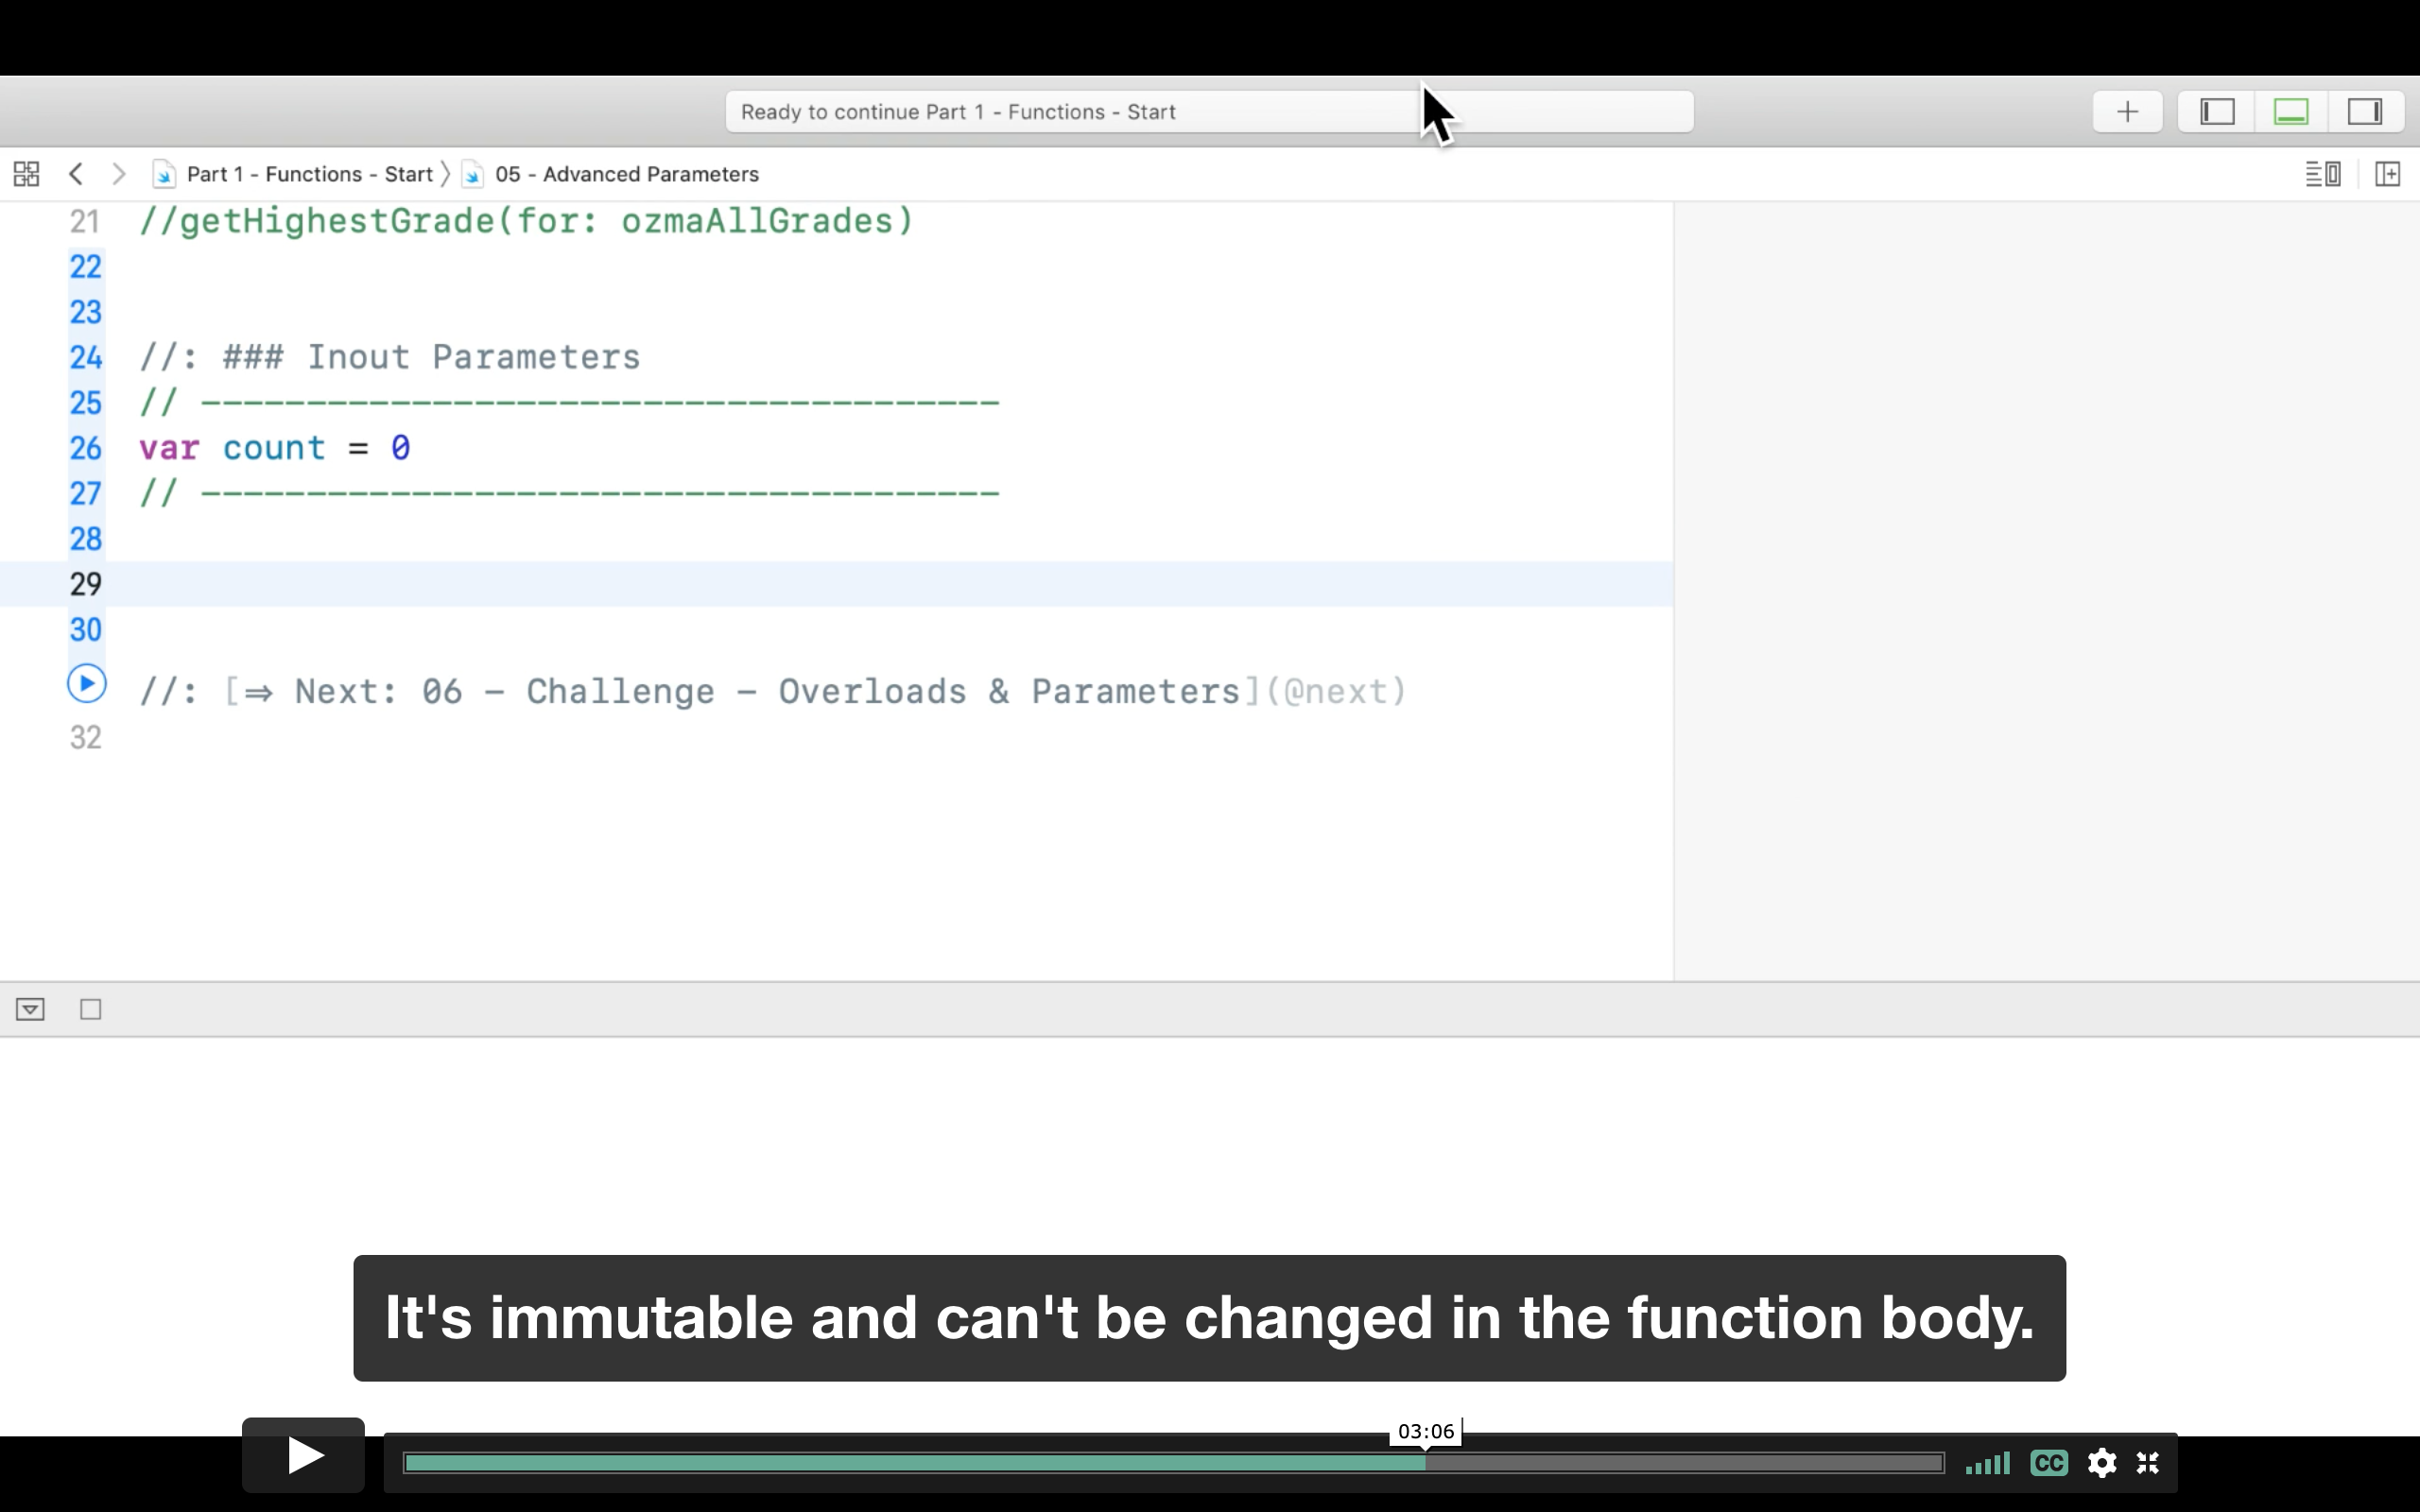 Ready to continue Part 1 - Functions - Start
Part 1 - Functions - Start 〉 05 - Advanced Parameters
21 //getHighestGrade(for: ozmaAllGrades)
22
23
24 //: ### Inout Parameters
25 // --------------------------------------
26 var count = 0
27 // --------------------------------------
28
29
30
//: [⇒ Next: 06 - Challenge - Overloads & Parameters](@next)
32
It's immutable and can't be changed in the function body.
03:06
CC